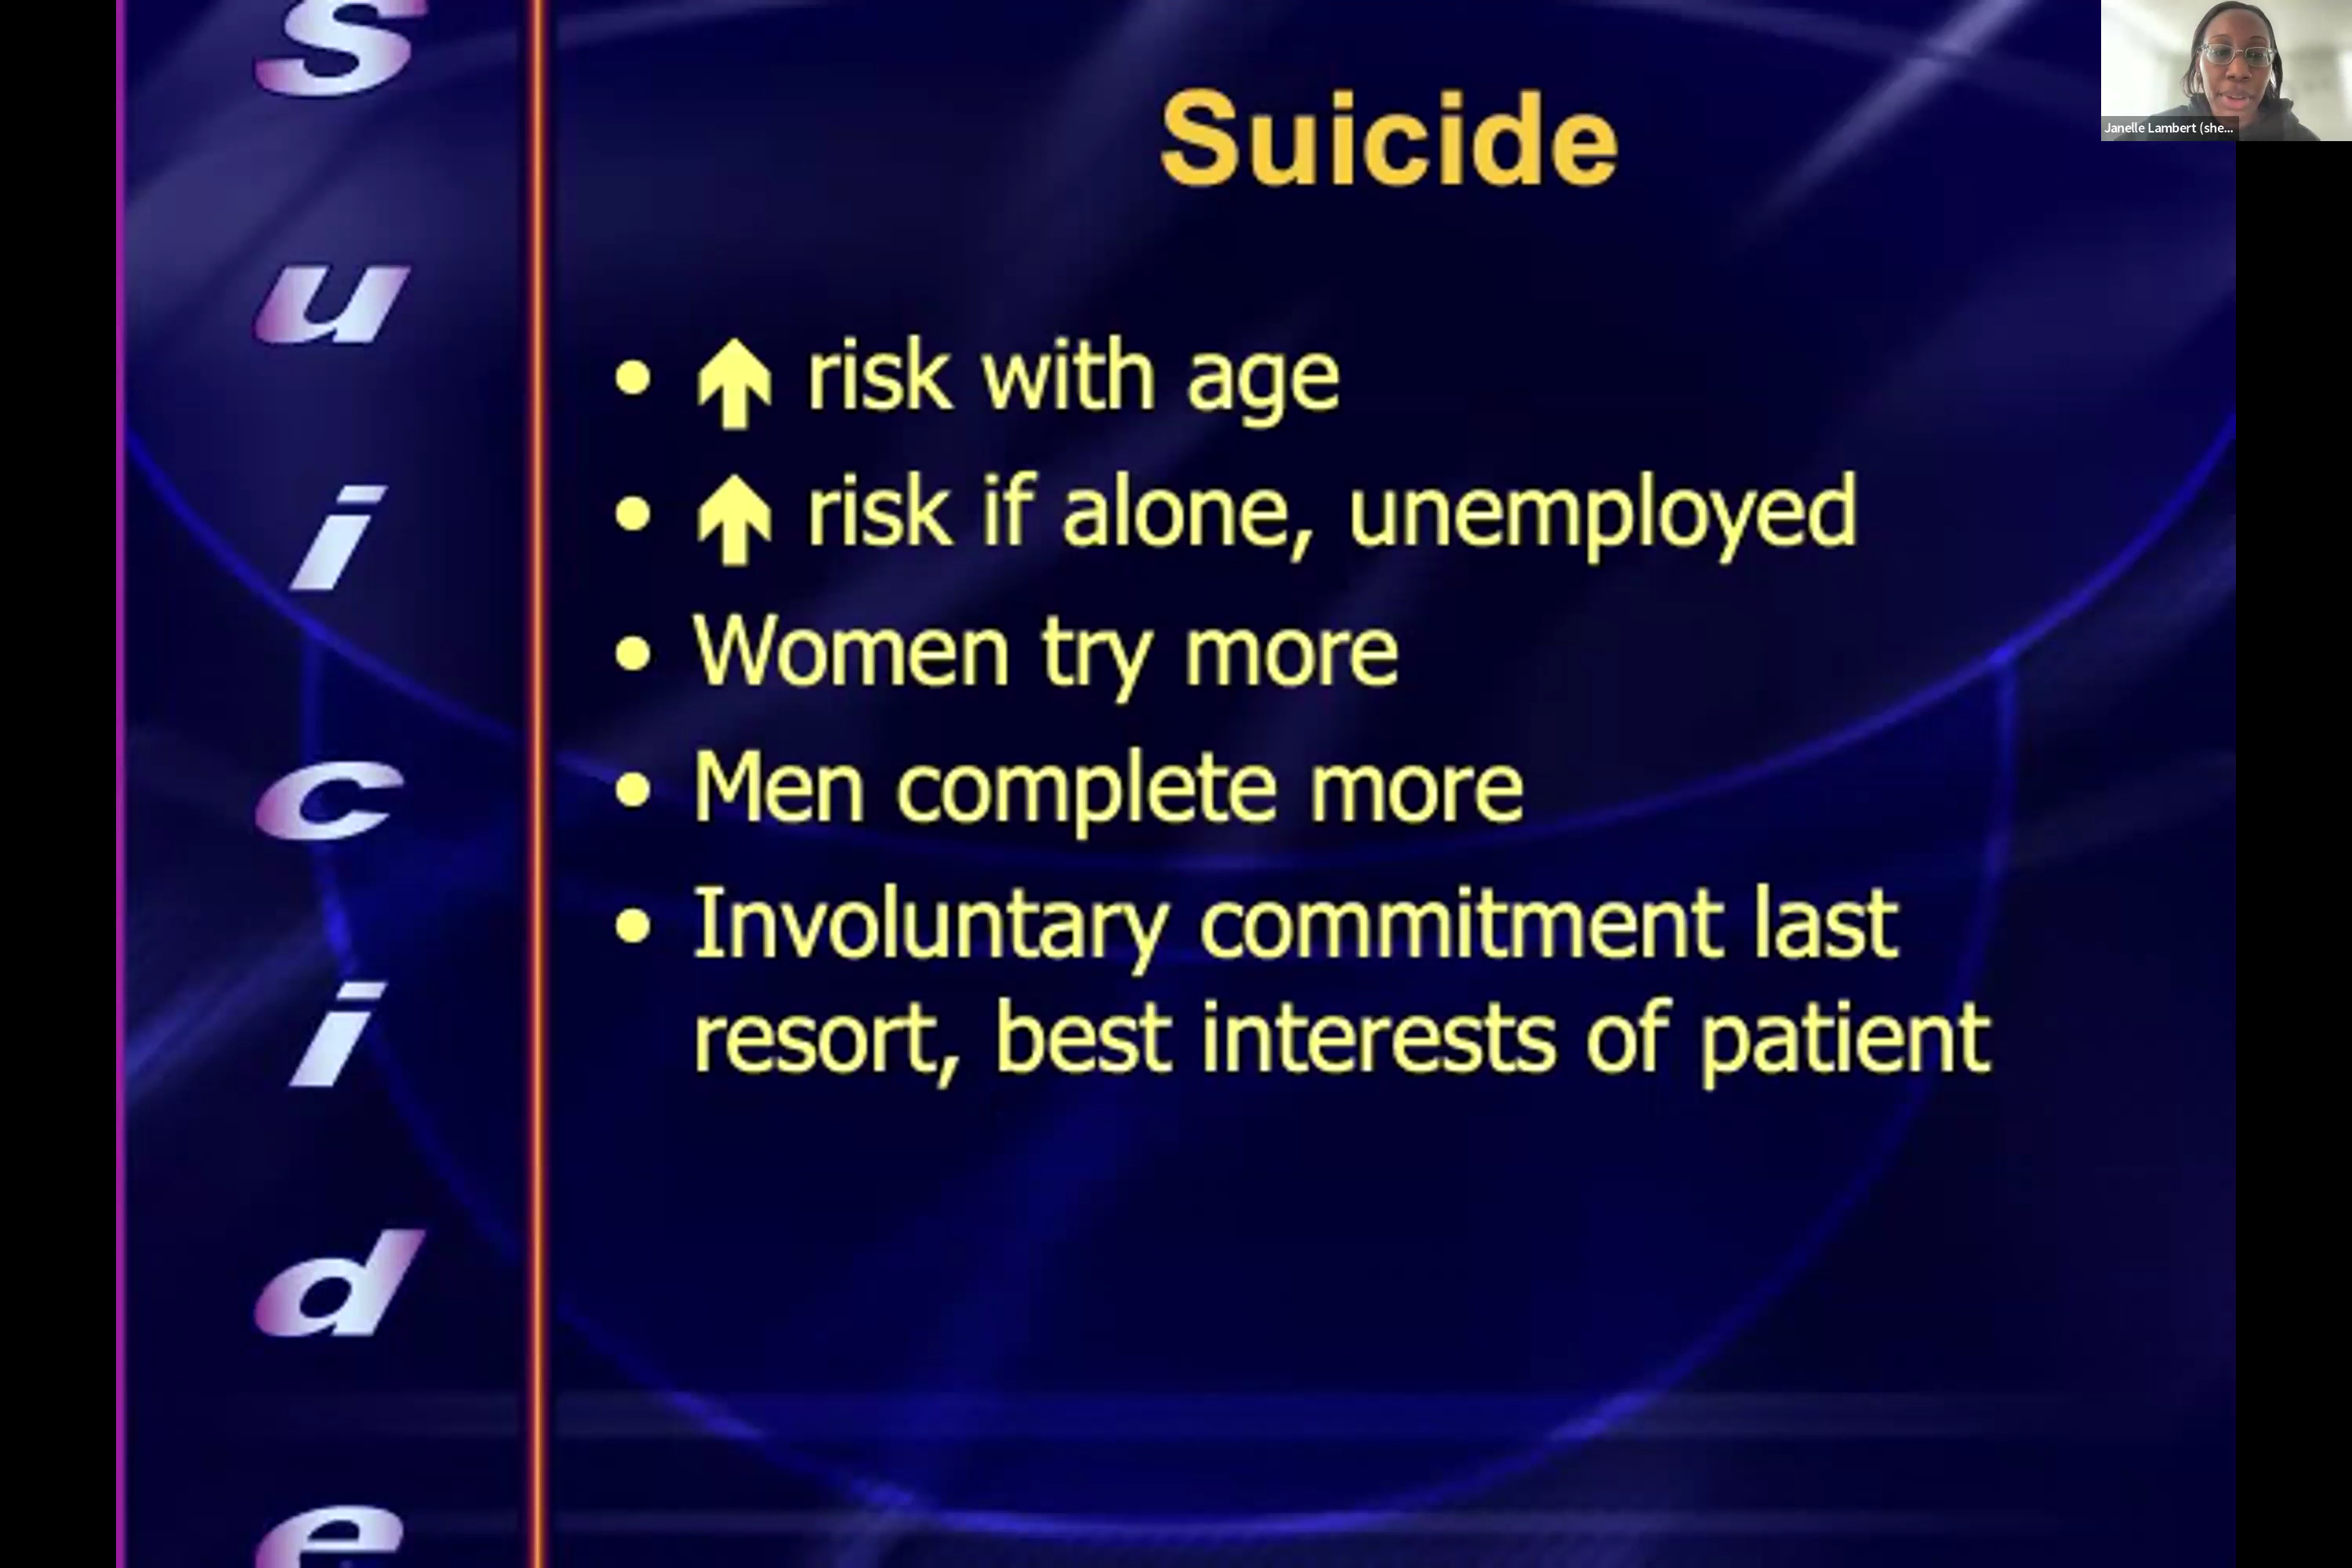 Suicide
Suicide
↑ risk with age
↑ risk if alone, unemployed
Women try more
Men complete more
Involuntary commitment last
resort, best interests of patient
Janelle Lambert (she...